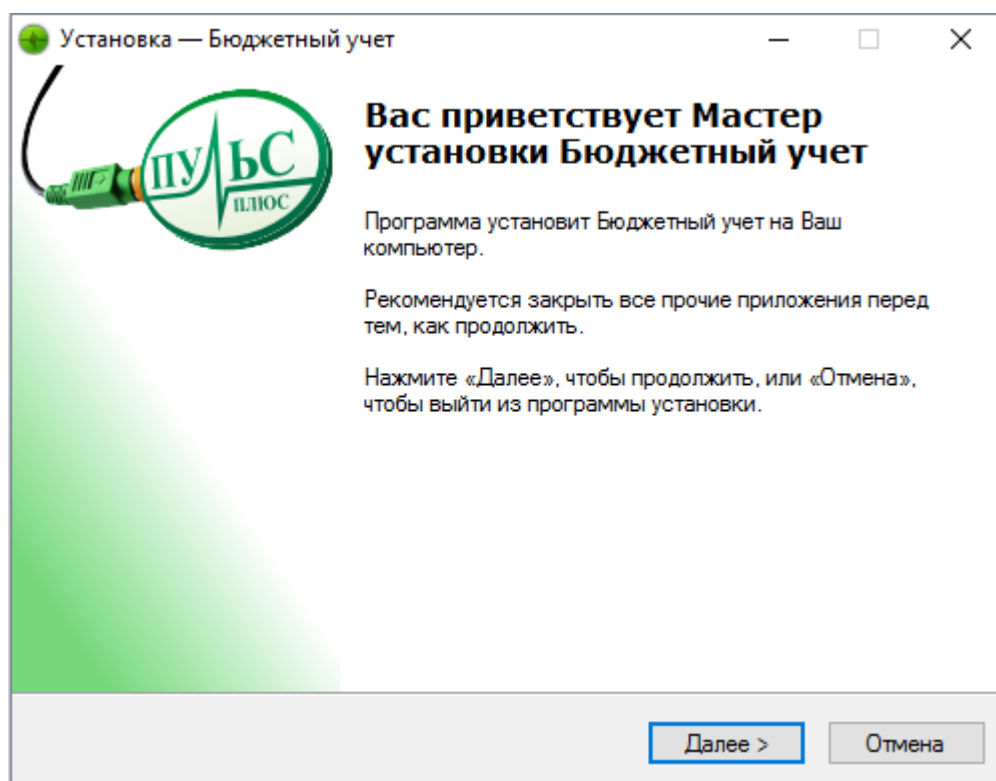 Установка — Бюджетный учет
ПУЛЬС
ПЛЮС
Вас приветствует Мастер
установки Бюджетный учет
Программа установит Бюджетный учет на Ваш
компьютер.
Рекомендуется закрыть все прочие приложения перед
тем, как продолжить.
Нажмите «Далее», чтобы продолжить, или «Отмена»,
чтобы выйти из программы установки.
Далее >
Отмена